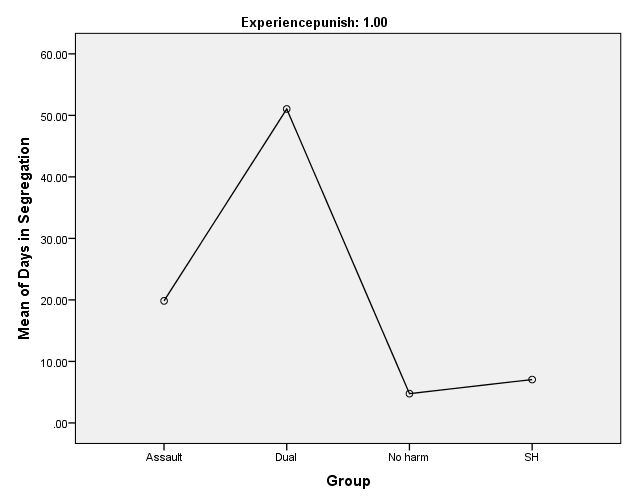 Experiencepunish: 1.00
60.00
50.00
40.00
30.00
20.00
10.00
.00
Mean of Days in Segregation
Assault
Dual
No harm
SH
Group